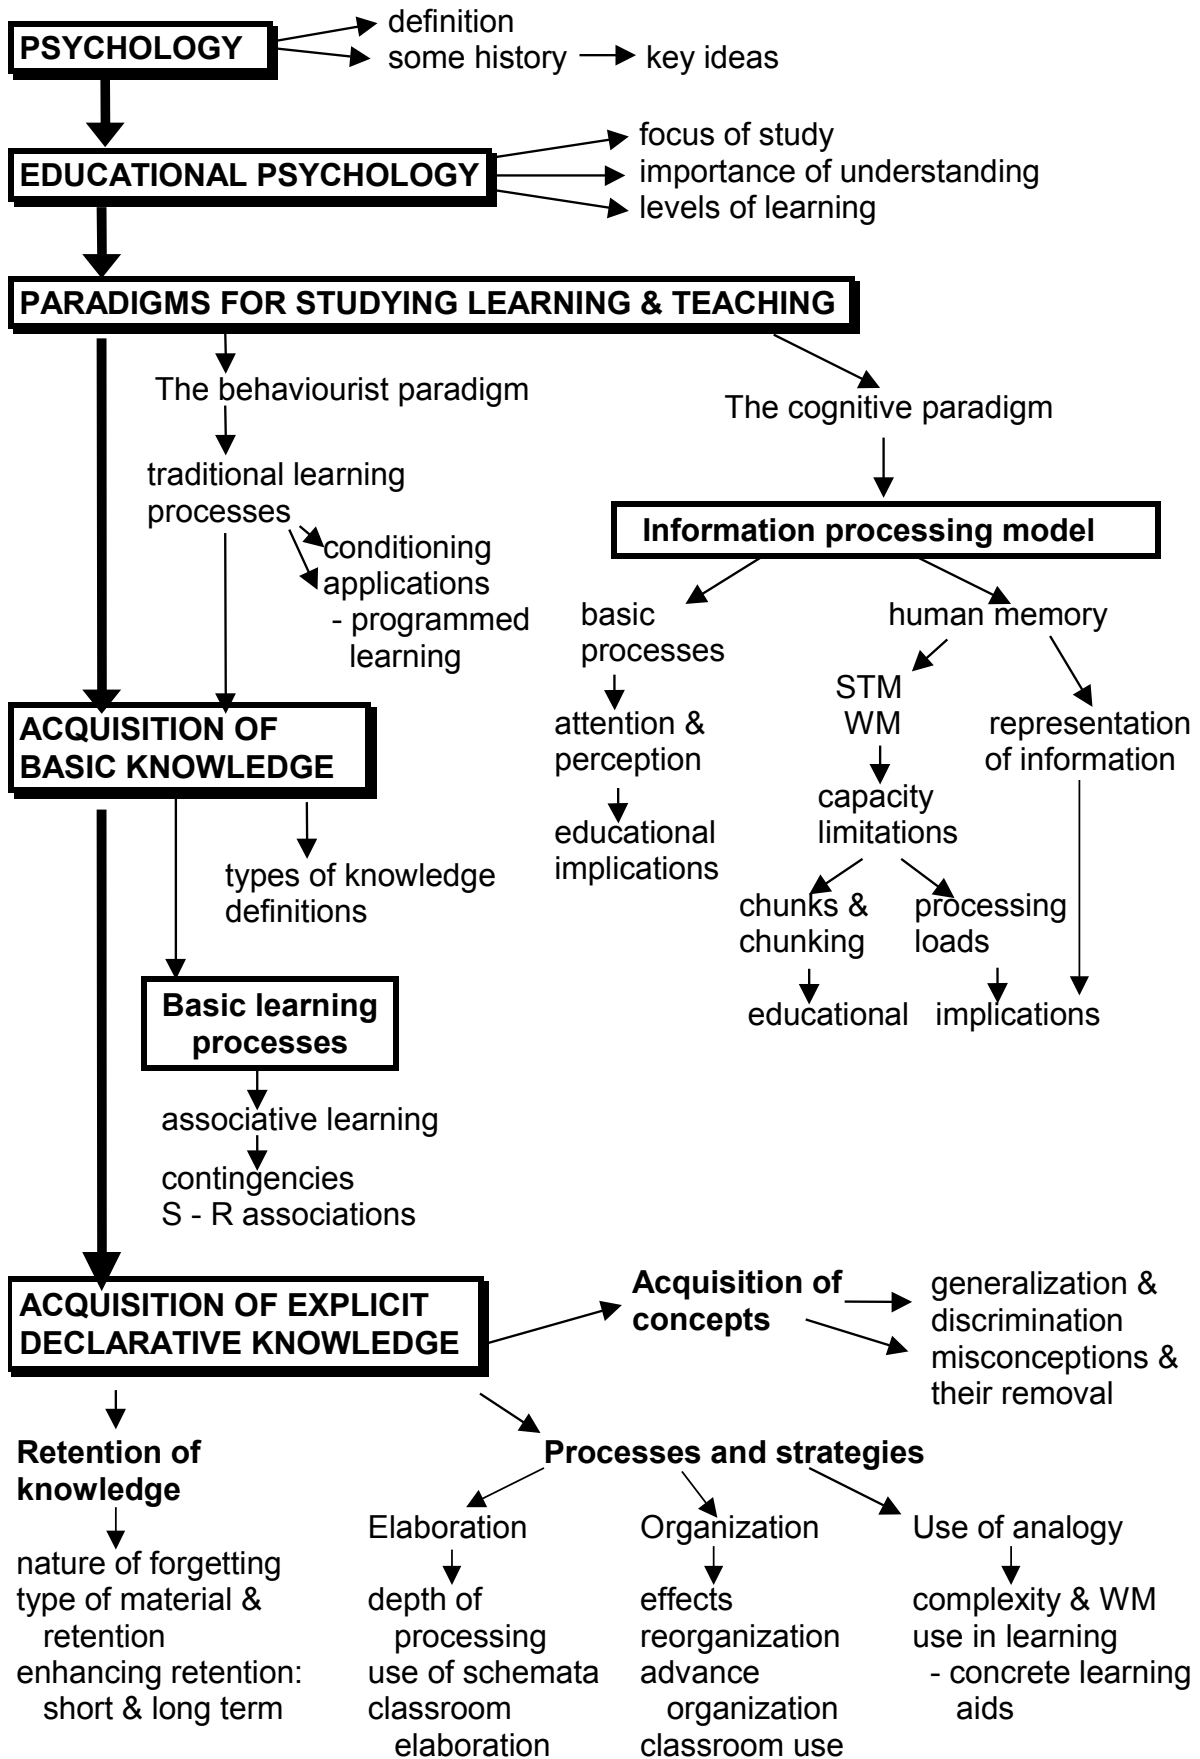 PSYCHOLOGY
definition
some history
key ideas
EDUCATIONAL PSYCHOLOGY
focus of study
importance of understanding
levels of learning
PARADIGMS FOR STUDYING LEARNING & TEACHING
The behaviourist paradigm
traditional learning
processes
conditioning
applications
- programmed
learning
The cognitive paradigm
Information processing model
basic
processes
attention &
perception
educational
implications
human memory
STM
WM
capacity
limitations
chunks &
chunking
processing
loads
representation
of information
educational implications
ACQUISITION OF
BASIC KNOWLEDGE
types of knowledge
definitions
Basic learning
processes
associative learning
contingencies
S - R associations
ACQUISITION OF EXPLICIT
DECLARATIVE KNOWLEDGE
Acquisition of
concepts
generalization &
discrimination
misconceptions &
their removal
Retention of
knowledge
nature of forgetting
type of material &
retention
enhancing retention:
short & long term
Processes and strategies
Elaboration
depth of
processing
use of schemata
classroom
elaboration
Organization
effects
reorganization
advance
organization
classroom use
Use of analogy
complexity & WM
use in learning
- concrete learning
aids